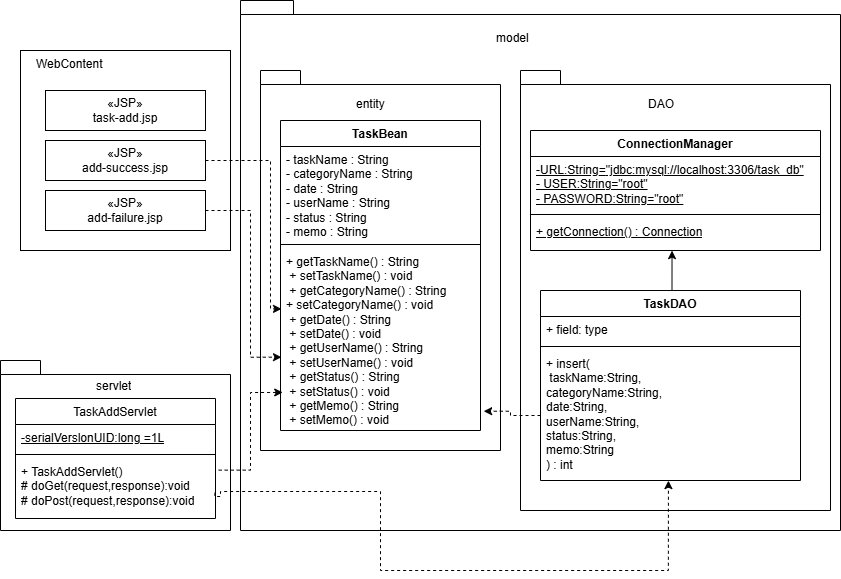 model
WebContent
«JSP»
task-add.jsp
«JSP»
add-success.jsp
«JSP»
add-failure.jsp
entity
TaskBean
- taskName : String
- categoryName : String
- date : String
- userName : String
- status : String
- memo : String
+ getTaskName() : String
+ setTaskName() : void
+ getCategoryName() : String
+ setCategoryName() : void
+ getDate() : String
+ setDate() : void
+ getUserName() : String
+ setUserName() : void
+ getStatus() : String
+ setStatus() : void
+ getMemo() : String
+ setMemo() : void
DAO
ConnectionManager
-URL:String="jdbc:mysql://localhost:3306/task_db"
- USER:String="root"
- PASSWORD:String="root"
+ getConnection() : Connection
TaskDAO
+ field: type
+ insert(
taskName:String,
categoryName:String,
date:String,
userName:String,
status:String,
memo:String
) : int
servlet
TaskAddServlet
-serialVersionUID:long =1L
+ TaskAddServlet()
# doGet(request,response):void
# doPost(request,response):void